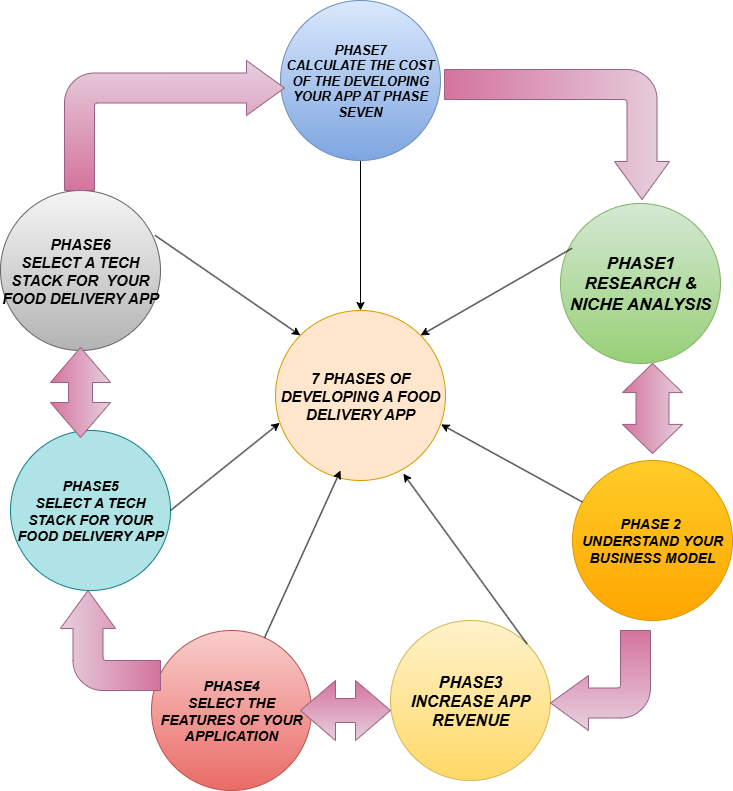 PHASE7
CALCULATE THE COST
OF THE DEVELOPING
YOUR APP AT PHASE
SEVEN
PHASE6
SELECT A TECH
STACK FOR YOUR
FOOD DELIVERY APP
PHASE1
RESEARCH &
NICHE ANALYSIS
7 PHASES OF
DEVELOPING A FOOD
DELIVERY APP
PHASE5
SELECT A TECH
STACK FOR YOUR
FOOD DELIVERY APP
PHASE 2
UNDERSTAND YOUR
BUSINESS MODEL
PHASE4
SELECT THE
FEATURES OF YOUR
APPLICATION
PHASE3
INCREASE APP
REVENUE